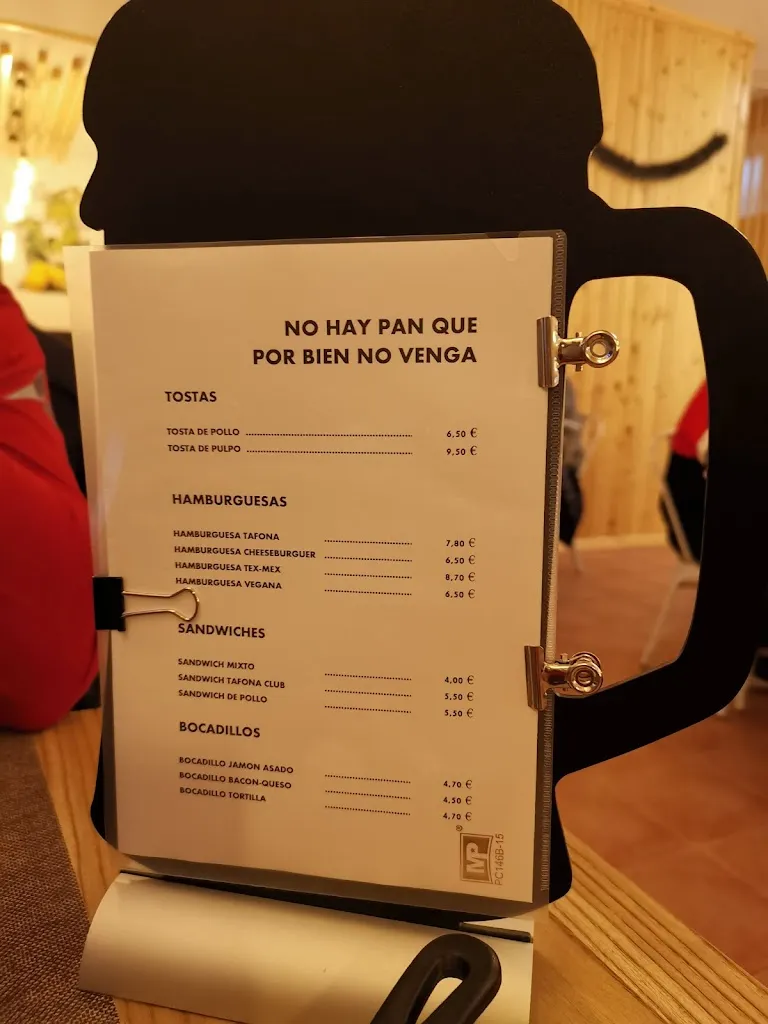 NO HAY PAN QUE
POR BIEN NO VENGA
TOSTAS
TOSTA DE POLLO ........................ 6,50 €
TOSTA DE PULPO ........................ 9,50 €
HAMBURGUESAS
HAMBURGUESA TAFONA ........................ 7,80 €
HAMBURGUESA CHEESEBURGUER ........................ 6,50 €
HAMBURGUESA TEX-MEX ........................ 8,70 €
HAMBURGUESA VEGANA ........................ 6,50 €
SANDWICHES
SANDWICH MIXTO ........................ 4,00 €
SANDWICH TAFONA CLUB ........................ 5,50 €
SANDWICH DE POLLO ........................ 5,50 €
BOCADILLOS
BOCADILLO JAMON ASADO ........................ 4,70 €
BOCADILLO BACON-QUESO ........................ 4,50 €
BOCADILLO TORTILLA ........................ 4,70 €
MP®
PC146B-15